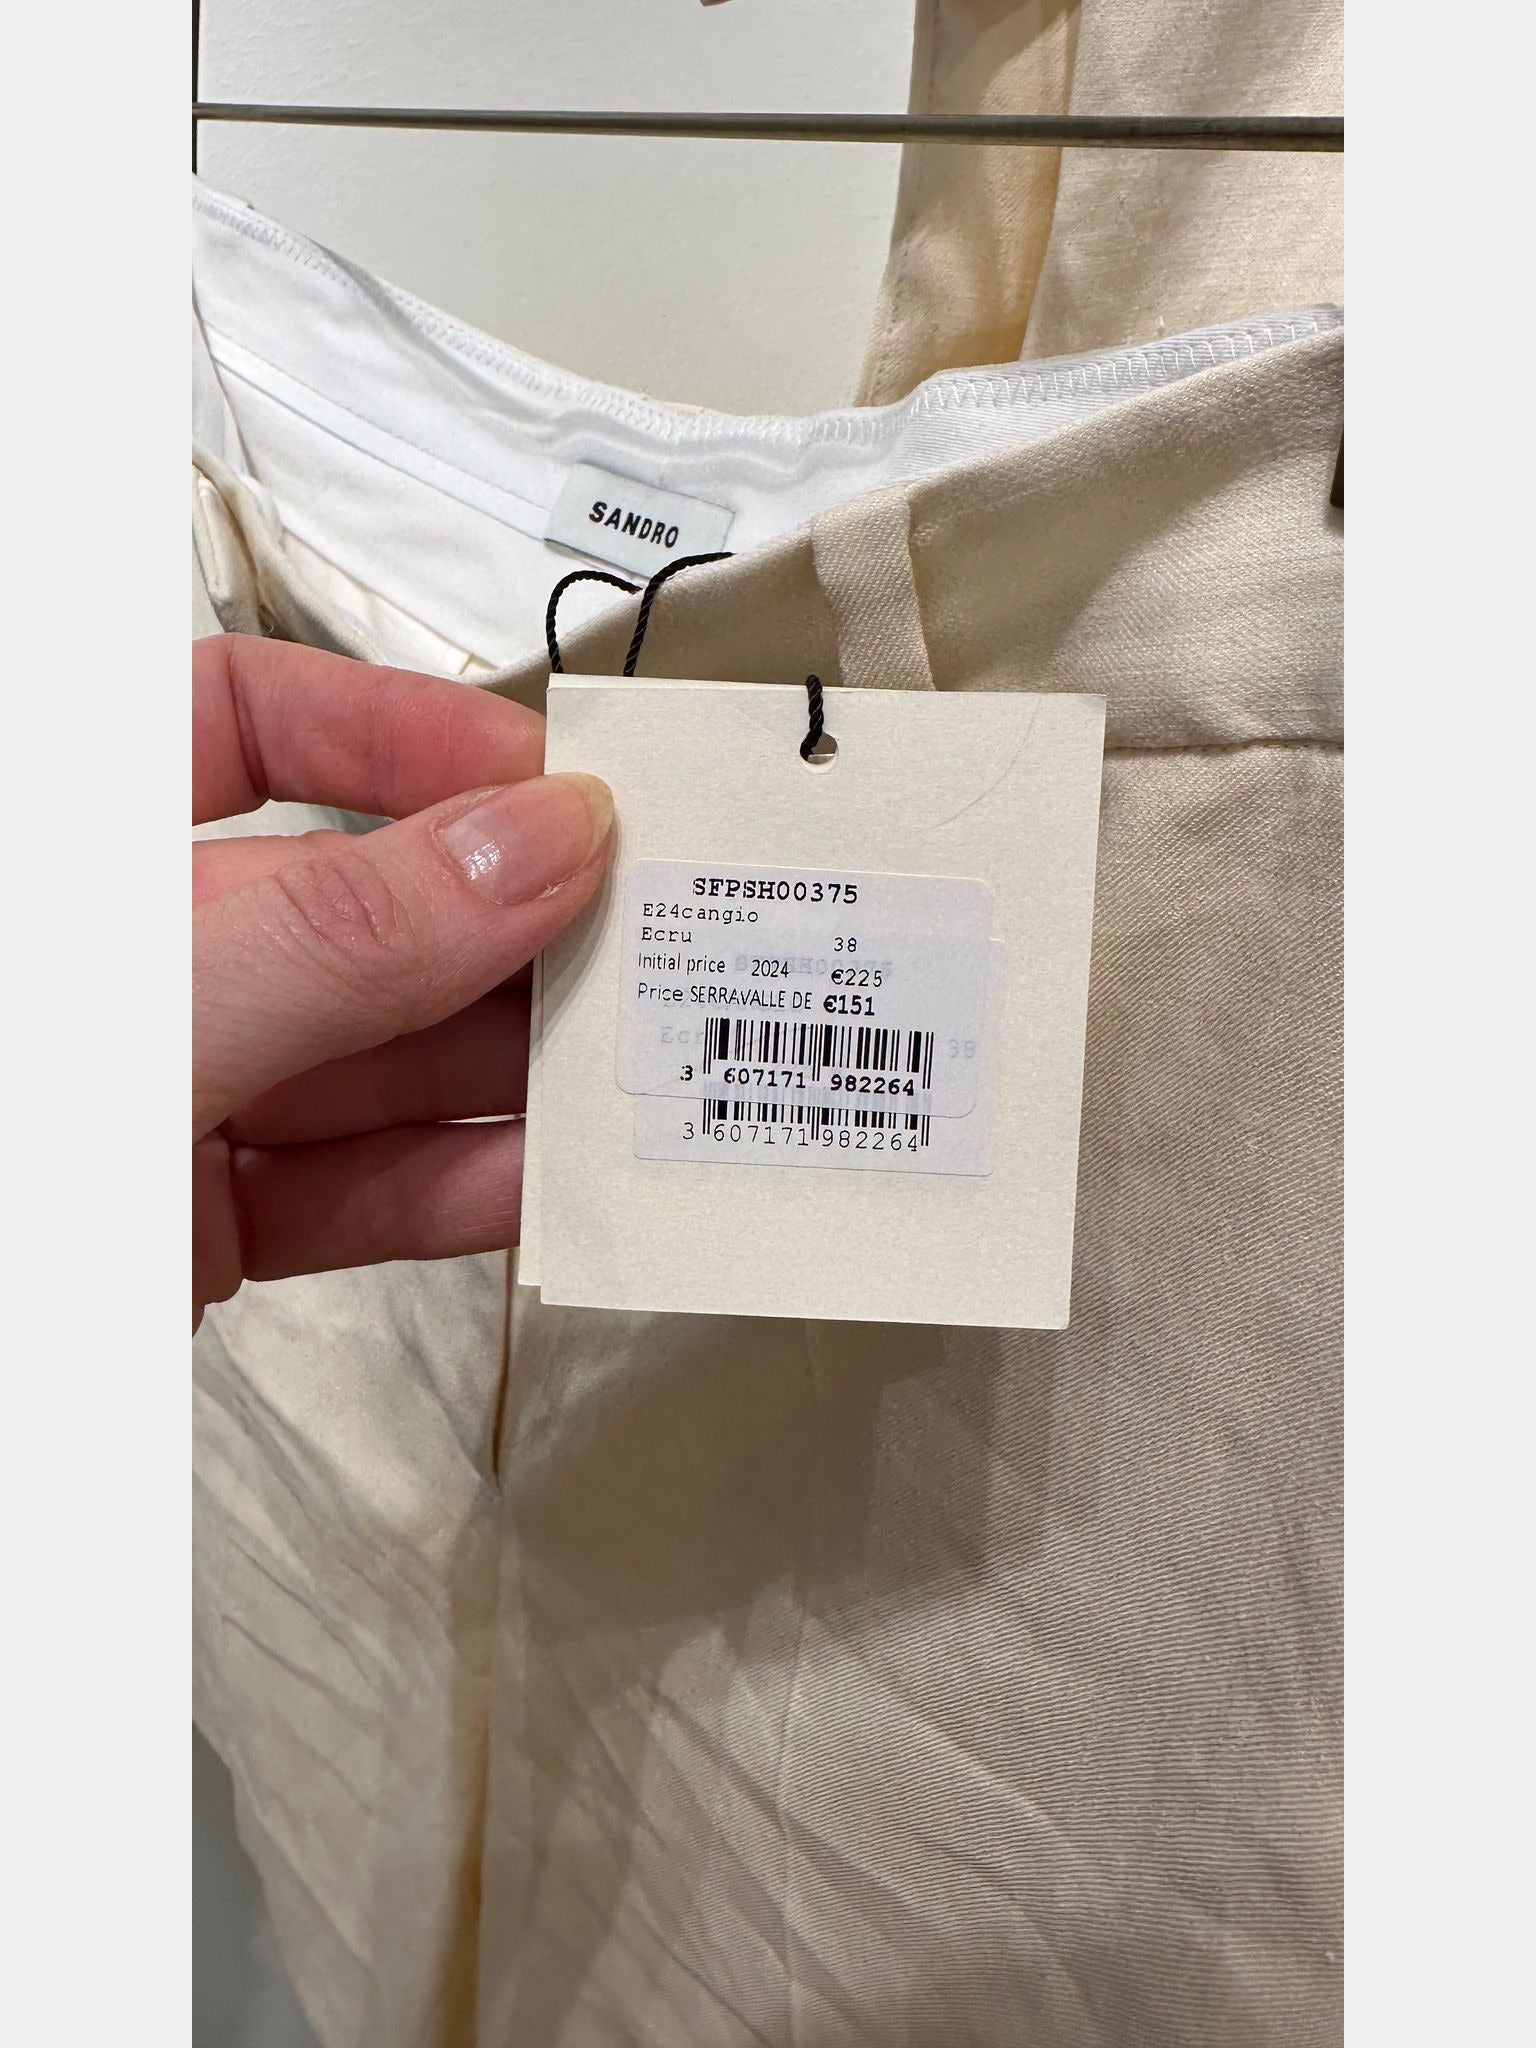 SANDRO
SFPSH00375
E24cangio
Ecru 38
Initial price 2024 €225
Price SERRAVALLE DE €151
3 607171 982264
3 607171 982264